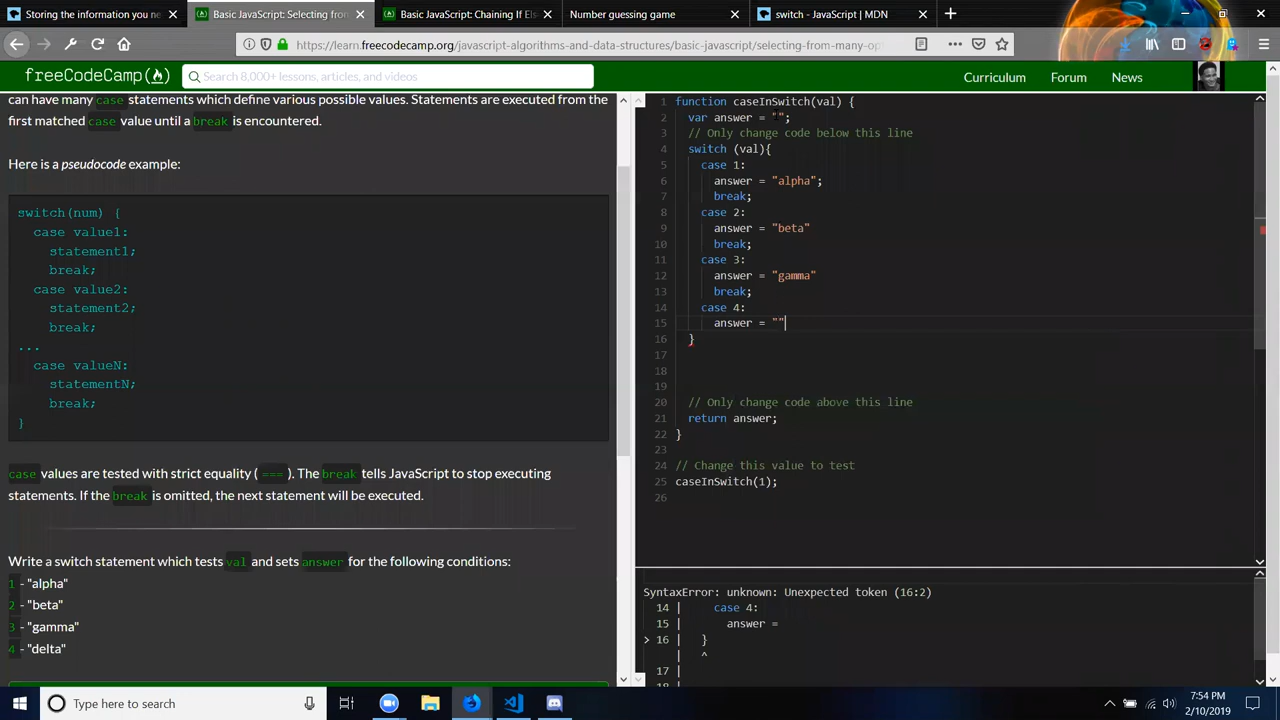 Storing the information you ne
Basic JavaScript: Selecting from
Basic JavaScript: Chaining If Els
Number guessing game
switch - JavaScript | MDN
https://learn.freecodecamp.org/javascript-algorithms-and-data-structures/basic-javascript/selecting-from-many-op
freeCodeCamp
Search 8,000+ lessons, articles, and videos
Curriculum
Forum
News
can have many case statements which define various possible values. Statements are executed from the
first matched case value until a break is encountered.
Here is a pseudocode example:
switch(num) {
case value1:
statement1;
break;
case value2:
statement2;
break;
...
case valueN:
statementN;
break;
}
case values are tested with strict equality ( === ). The break tells JavaScript to stop executing
statements. If the break is omitted, the next statement will be executed.
Write a switch statement which tests val and sets answer for the following conditions:
1 - "alpha"
2 - "beta"
3 - "gamma"
4 - "delta"
1 function caseInSwitch(val) {
2 var answer = "";
3 // Only change code below this line
4 switch (val){
5 case 1:
6 answer = "alpha";
7 break;
8 case 2:
9 answer = "beta"
10 break;
11 case 3:
12 answer = "gamma"
13 break;
14 case 4:
15 answer = ""
16 }
17
18
19
20 // Only change code above this line
21 return answer;
22 }
23
24 // Change this value to test
25 caseInSwitch(1);
26
SyntaxError: unknown: Unexpected token (16:2)
14 | case 4:
15 | answer =
> 16 | }
| ^
17 |
18 |
Type here to search
7:54 PM
2/10/2019